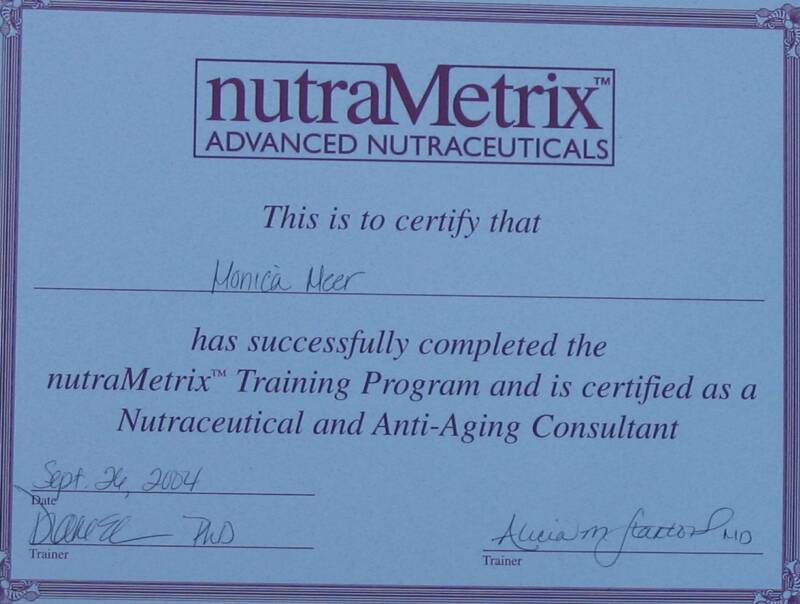 nutraMetrix™
ADVANCED NUTRACEUTICALS
This is to certify that
Monica Meer
has successfully completed the
nutraMetrix™ Training Program and is certified as a
Nutraceutical and Anti-Aging Consultant
Sept. 26, 2004
Date
PhD
Trainer
Alicia M MD
Trainer